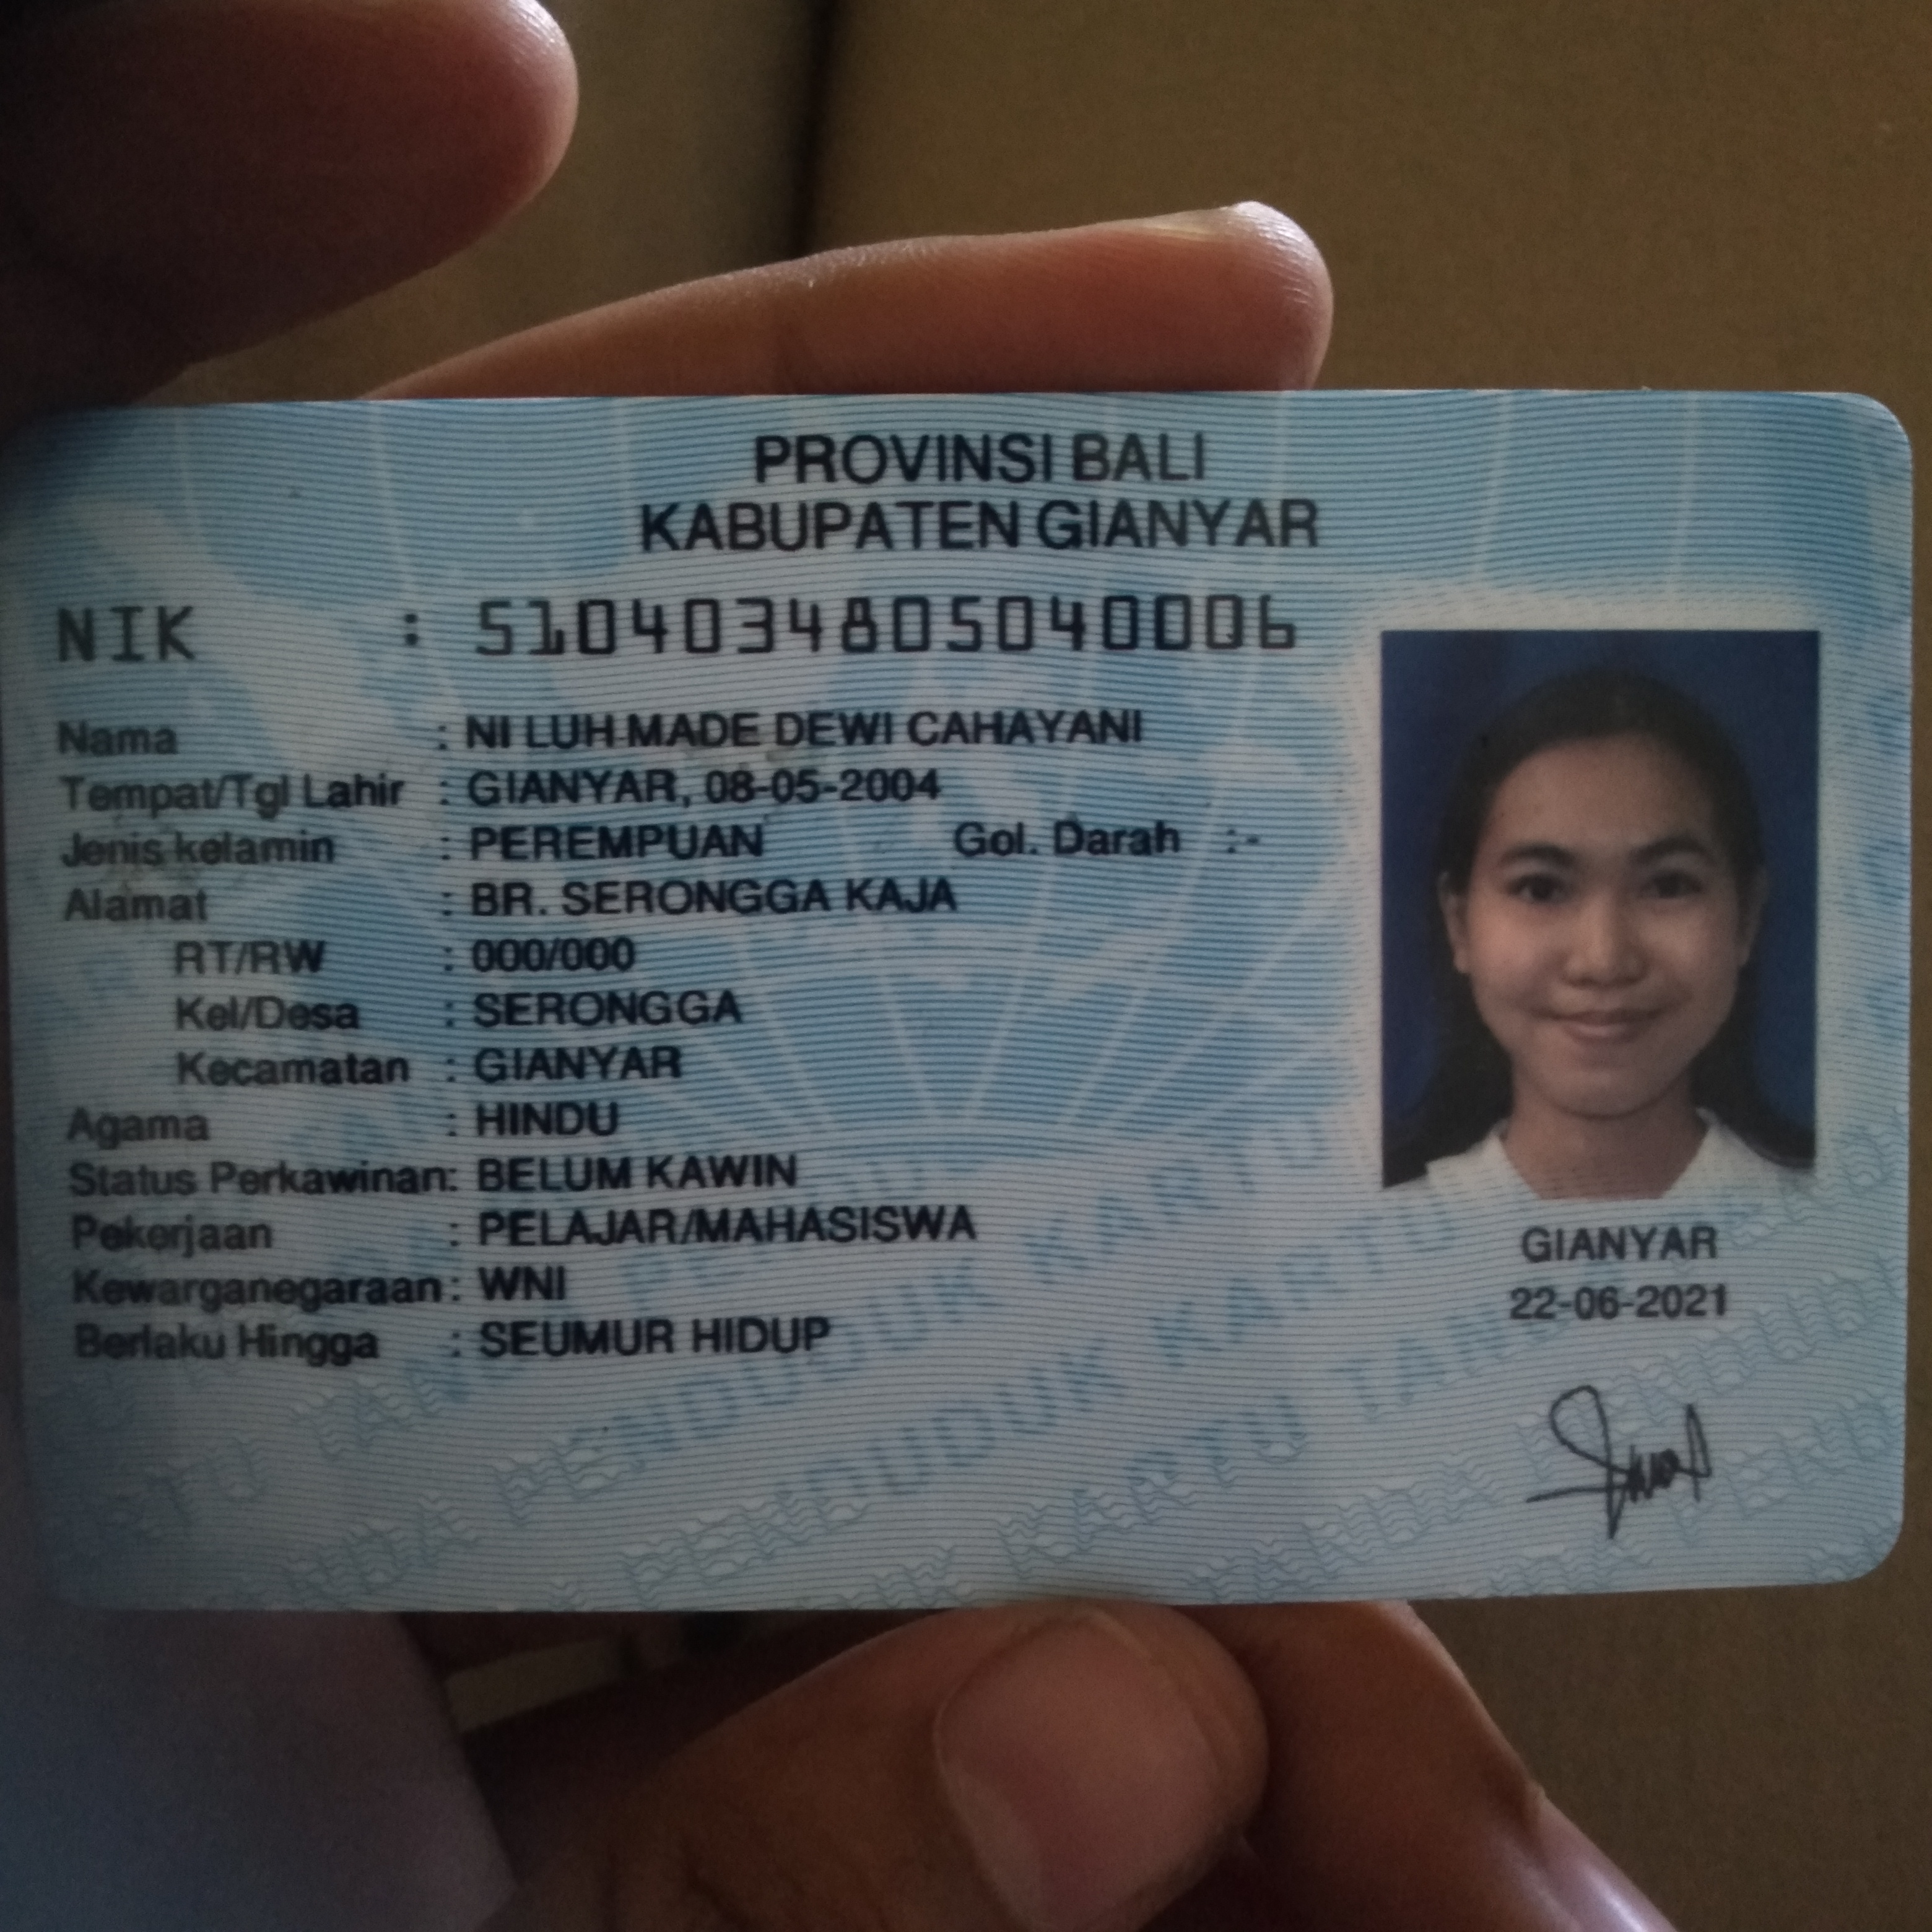 PROVINSI BALI
KABUPATEN GIANYAR
NIK : 5104034805040006
Nama : NI LUH MADE DEWI CAHAYANI
Tempat/Tgl Lahir : GIANYAR, 08-05-2004
Jenis kelamin : PEREMPUAN Gol. Darah :-
Alamat : BR. SERONGGA KAJA
RT/RW : 000/000
Kel/Desa : SERONGGA
Kecamatan : GIANYAR
Agama : HINDU
Status Perkawinan: BELUM KAWIN
Pekerjaan : PELAJAR/MAHASISWA
Kewarganegaraan: WNI
Berlaku Hingga : SEUMUR HIDUP
GIANYAR
22-06-2021